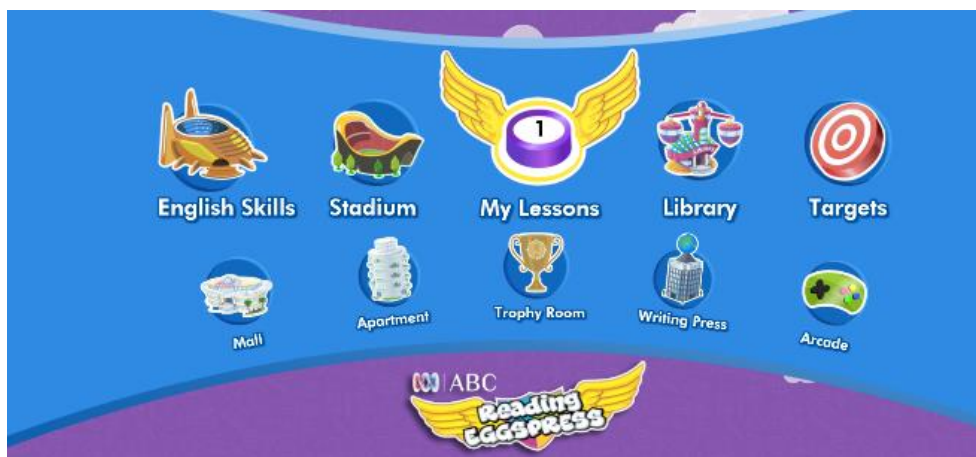 1
English Skills
Stadium
My Lessons
Library
Targets
Mall
Apartment
Trophy Room
Writing Press
Arcade
ABC
Reading
EGGSPRESS